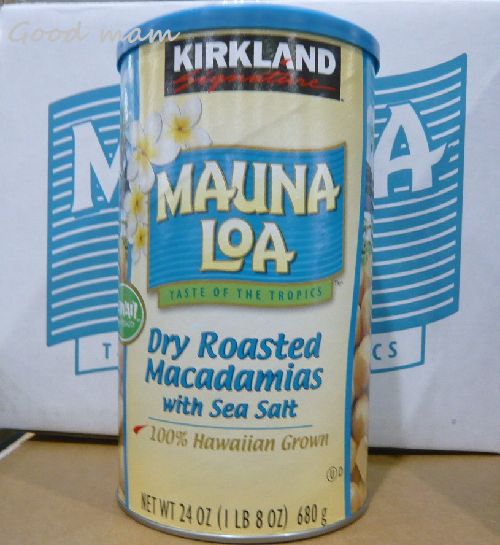 Good mam
KIRKLAND
Signature
M
A
MAUNA
LOA
TASTE OF THE TROPICS
T
CS
Dry Roasted
Macadamias
with Sea Salt
100% Hawaiian Grown
U D
NET WT 24 OZ (1 LB 8 OZ) 680 g